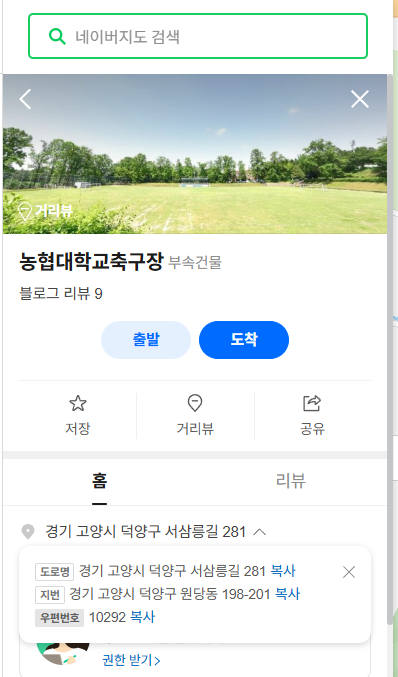 네이버지도 검색
거리뷰
농협대학교축구장 부속건물
블로그 리뷰 9
출발 도착
저장 거리뷰 공유
홈 리뷰
경기 고양시 덕양구 서삼릉길 281
도로명 경기 고양시 덕양구 서삼릉길 281 복사
지번 경기 고양시 덕양구 원당동 198-201 복사
우편번호 10292 복사
권한 받기